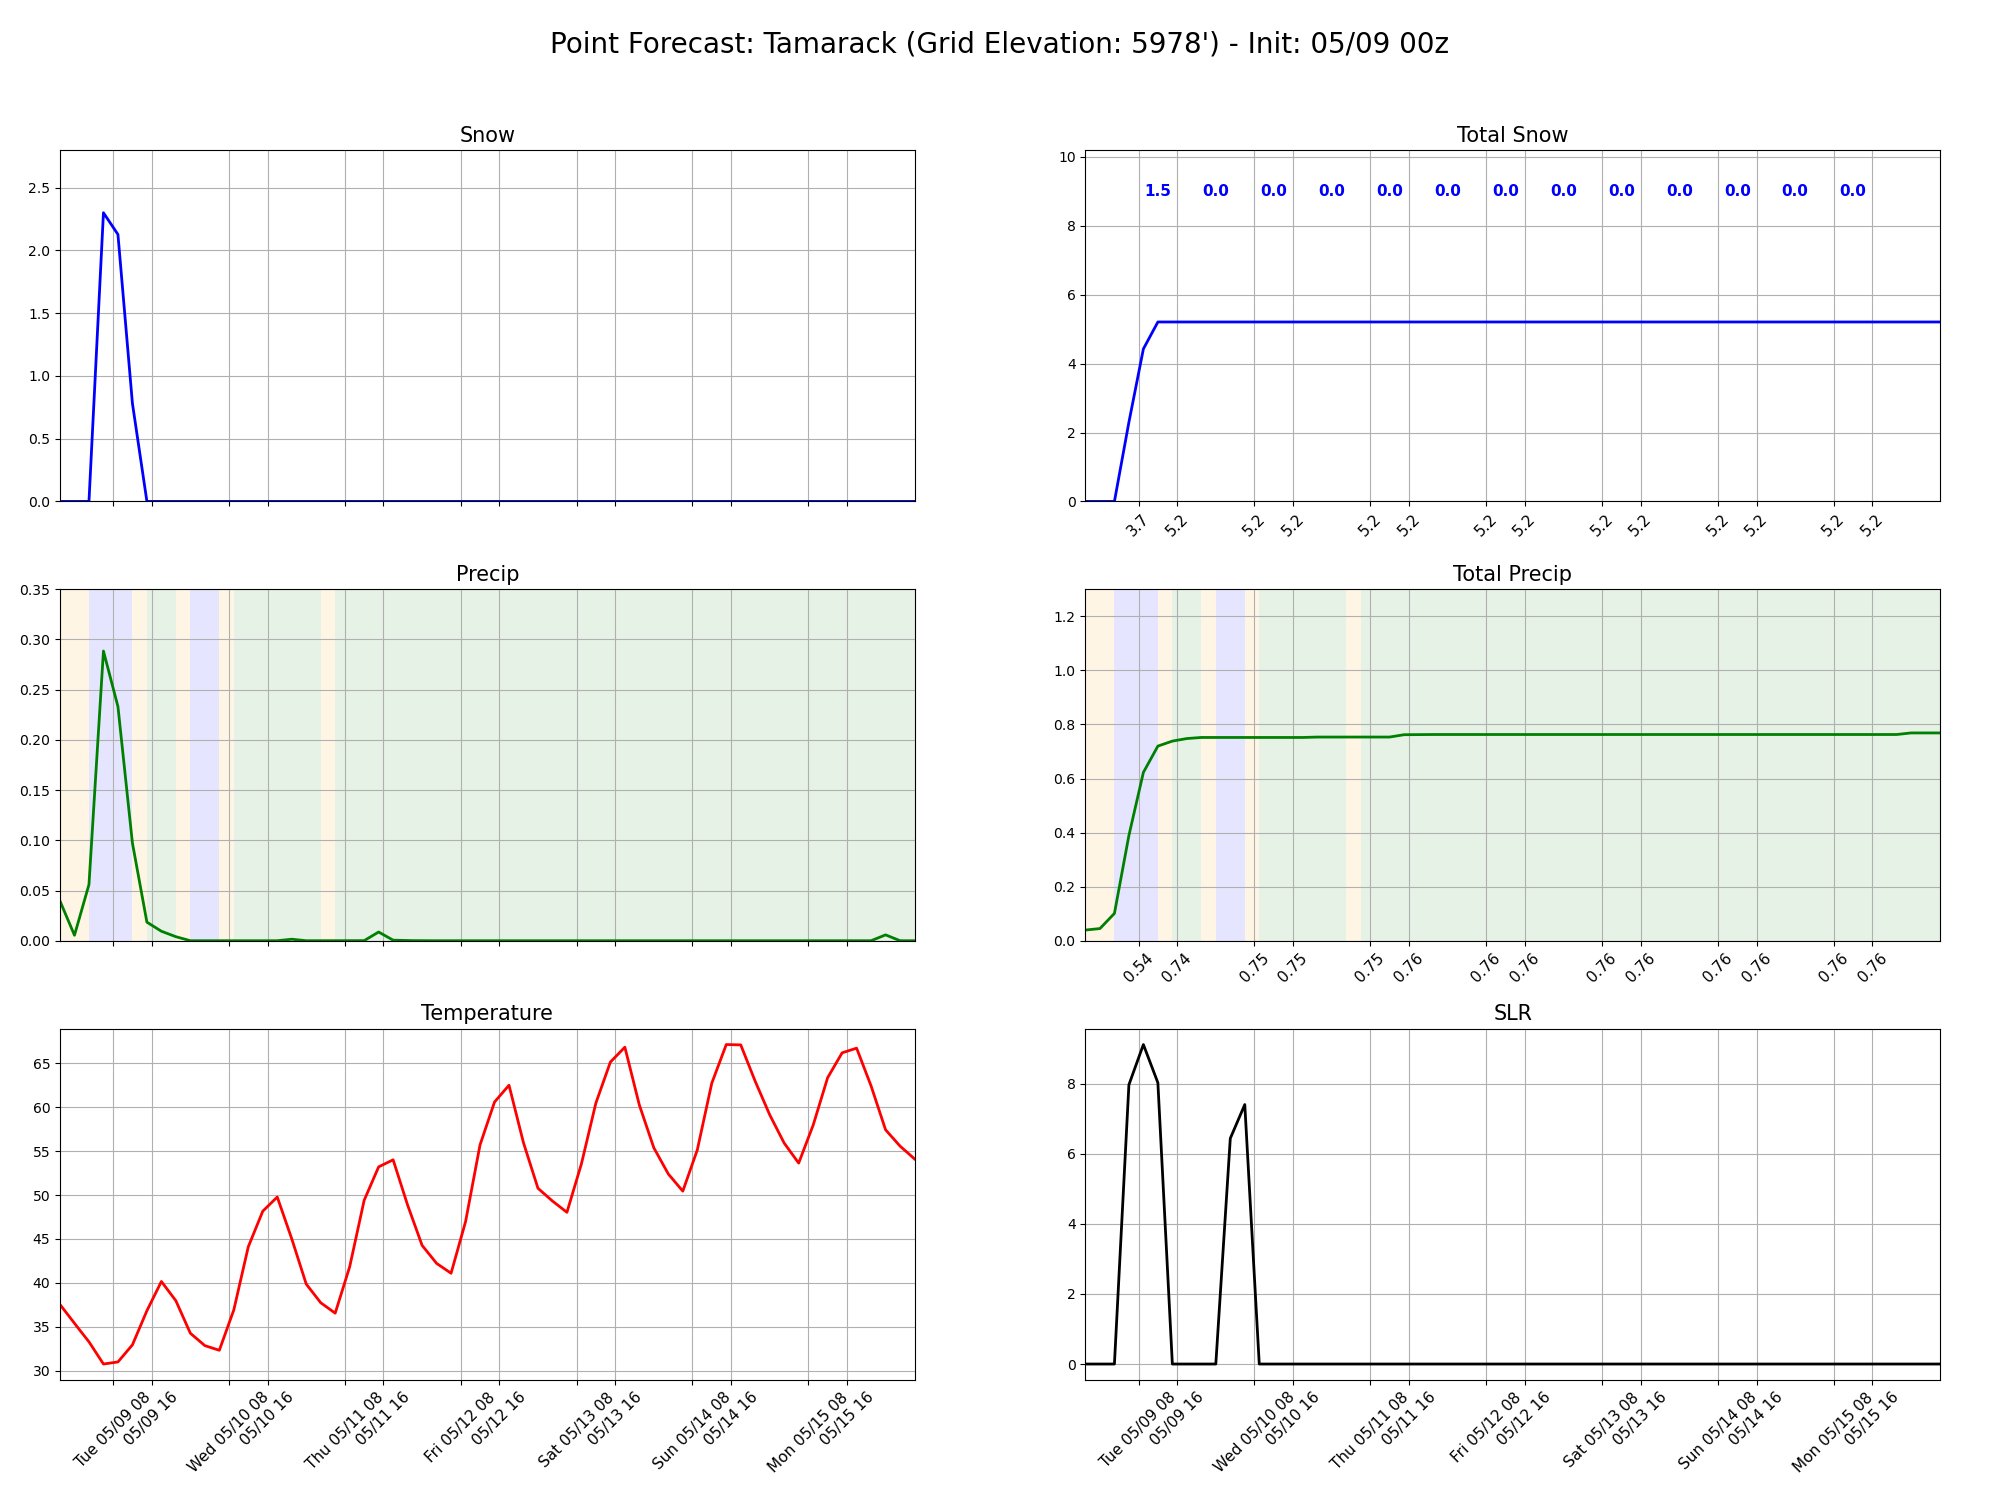 Point Forecast: Tamarack (Grid Elevation: 5978') - Init: 05/09 00z
Snow
2.5
2.0
1.5
1.0
0.5
0.0
Total Snow
10
8
6
4
2
0
1.5 0.0 0.0 0.0 0.0 0.0 0.0 0.0 0.0 0.0 0.0 0.0 0.0
3.7 5.2 5.2 5.2 5.2 5.2 5.2 5.2 5.2 5.2 5.2 5.2 5.2 5.2
Precip
0.35
0.30
0.25
0.20
0.15
0.10
0.05
0.00
Total Precip
1.2
1.0
0.8
0.6
0.4
0.2
0.0
0.54 0.74 0.75 0.75 0.75 0.76 0.76 0.76 0.76 0.76 0.76 0.76 0.76 0.76
Temperature
65
60
55
50
45
40
35
30
Tue 05/09 08
05/09 16
Wed 05/10 08
05/10 16
Thu 05/11 08
05/11 16
Fri 05/12 08
05/12 16
Sat 05/13 08
05/13 16
Sun 05/14 08
05/14 16
Mon 05/15 08
05/15 16
SLR
8
6
4
2
0
Tue 05/09 08
05/09 16
Wed 05/10 08
05/10 16
Thu 05/11 08
05/11 16
Fri 05/12 08
05/12 16
Sat 05/13 08
05/13 16
Sun 05/14 08
05/14 16
Mon 05/15 08
05/15 16